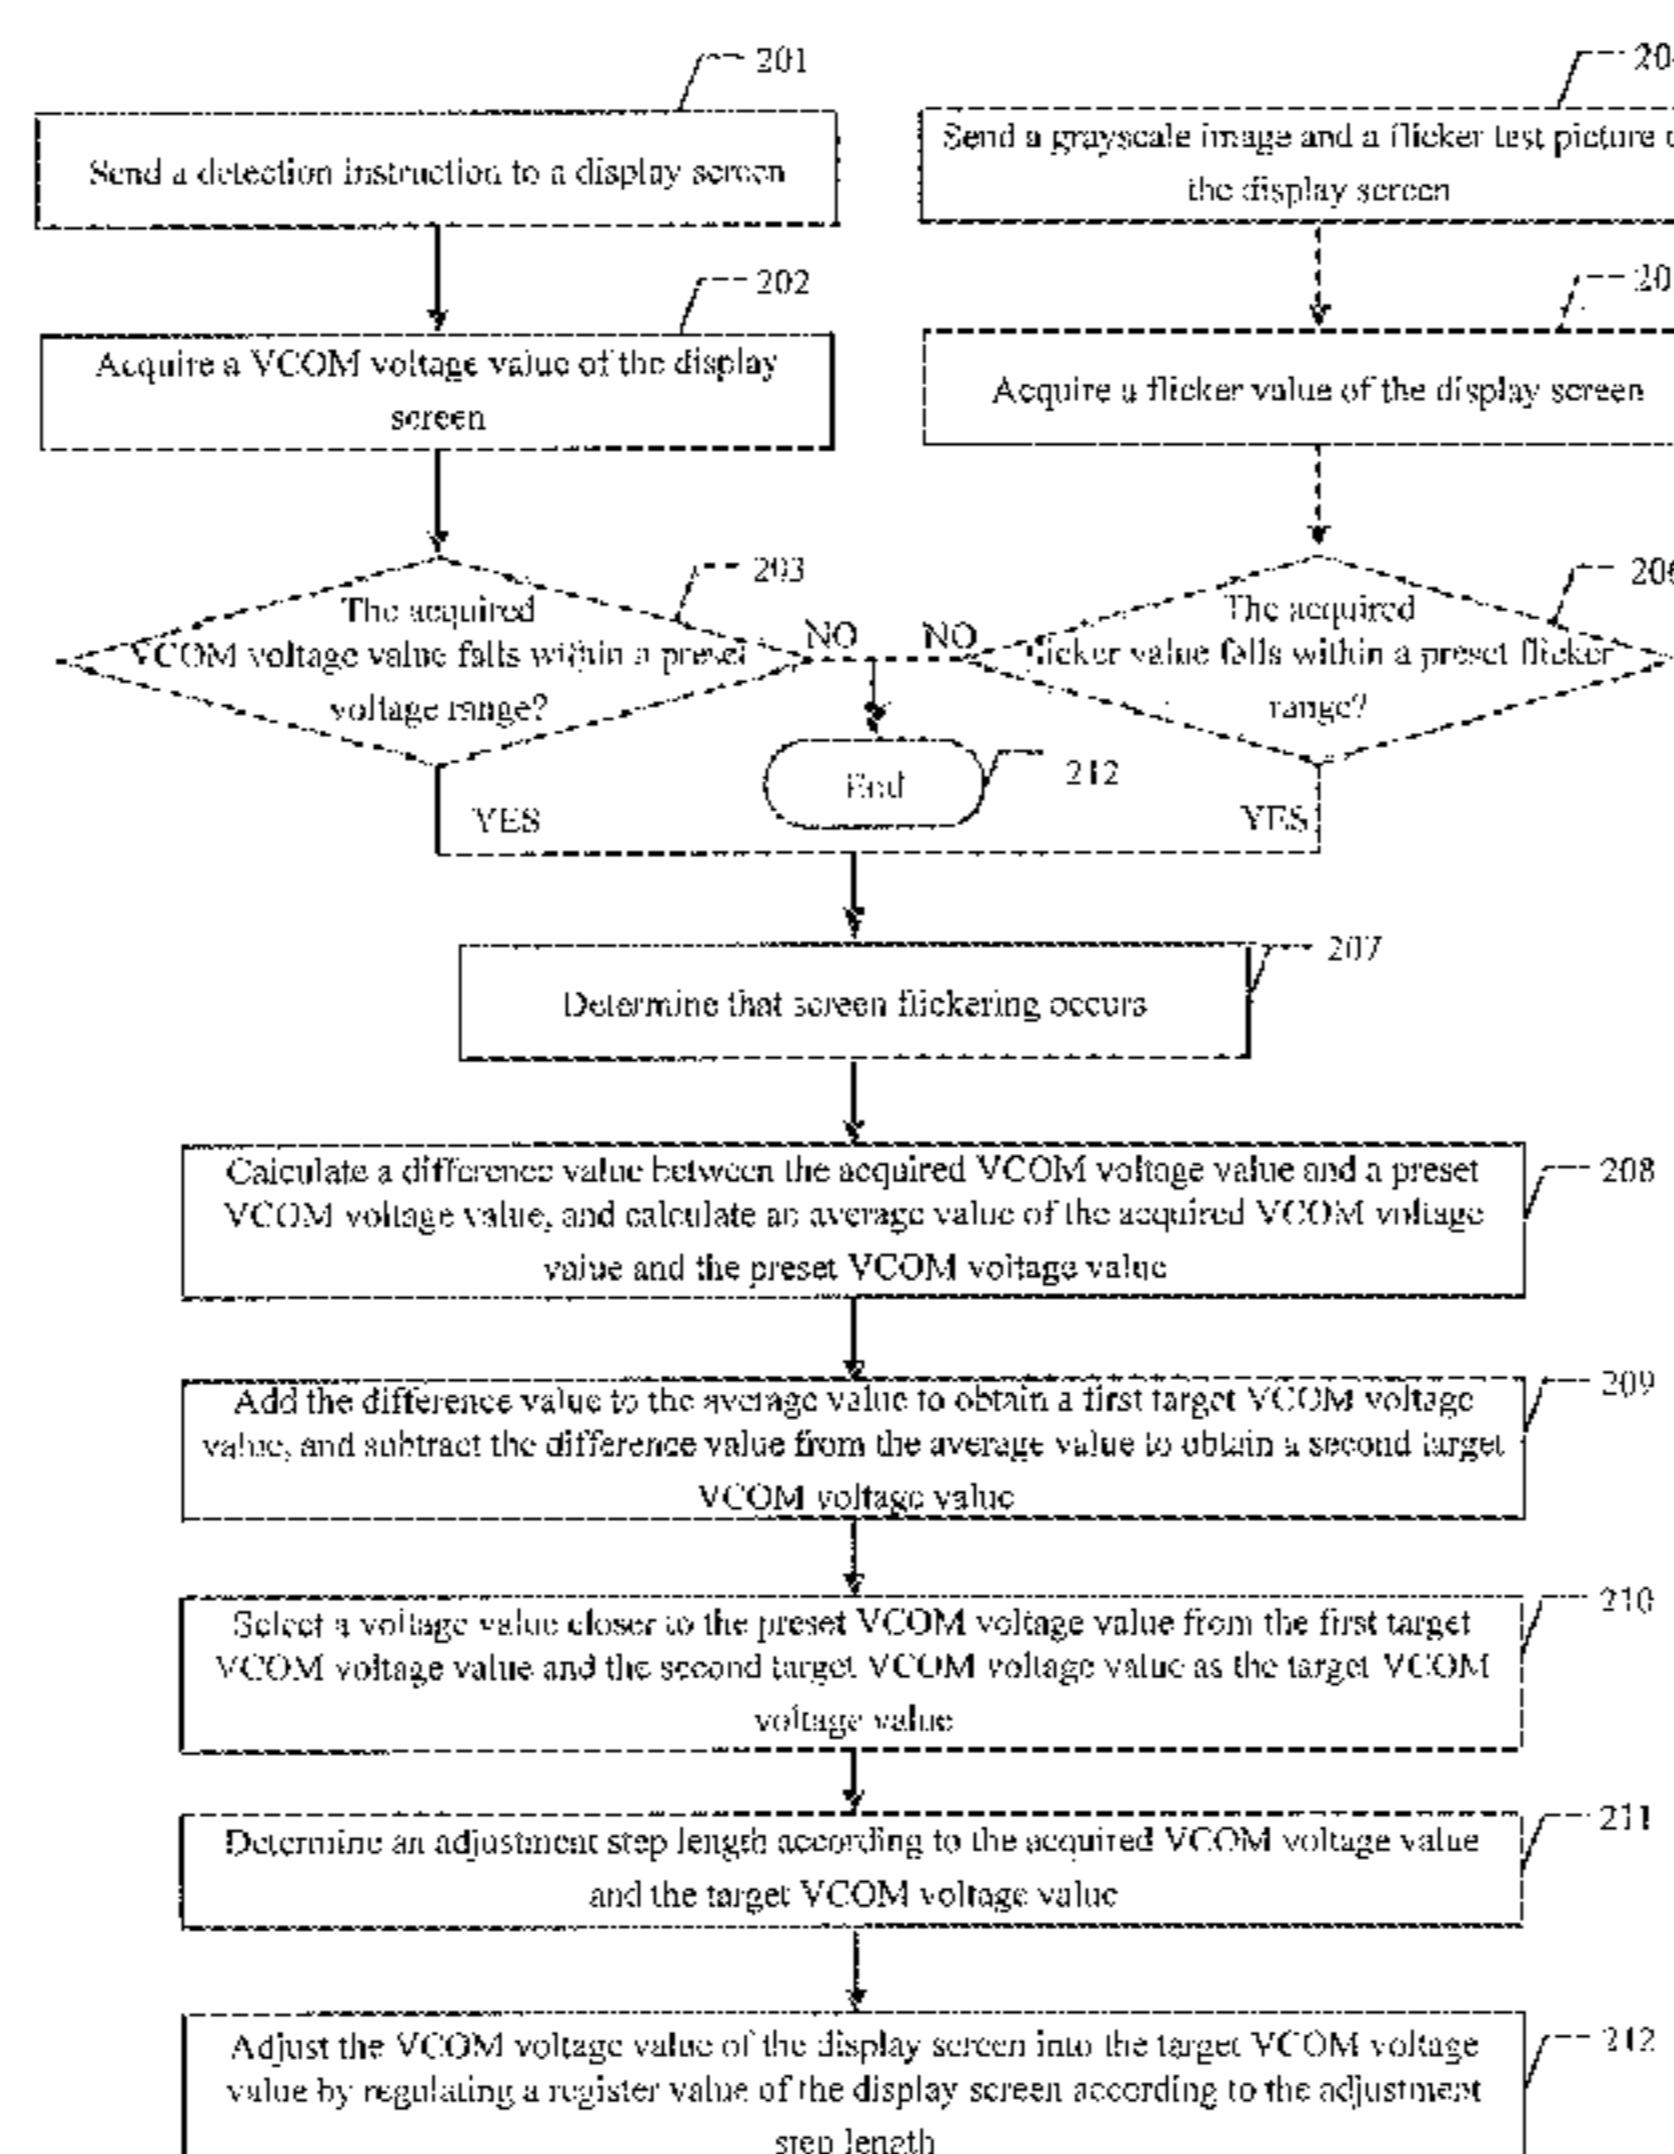 201
Send a detection instruction to a display screen
202
Acquire a VCOM voltage value of the display
screen
203
The acquired
VCOM voltage value falls within a preset
voltage range?
NO
YES
Send a grayscale image and a flicker test picture
the display screen
Acquire a flicker value of the display screen
The acquired
flicker value falls within a preset flicker
range?
NO
YES
End
212
207
Determine that screen flickering occurs
208
Calculate a difference value between the acquired VCOM voltage value and a preset
VCOM voltage value, and calculate an average value of the acquired VCOM voltage
value and the preset VCOM voltage value
209
Add the difference value to the average value to obtain a first target VCOM voltage
value, and subtract the difference value from the average value to obtain a second target
VCOM voltage value
210
Select a voltage value closer to the preset VCOM voltage value from the first target
VCOM voltage value and the second target VCOM voltage value as the target VCOM
voltage value
211
Determine an adjustment step length according to the acquired VCOM voltage value
and the target VCOM voltage value
212
Adjust the VCOM voltage value of the display screen into the target VCOM voltage
value by regulating a register value of the display screen according to the adjustment
step length